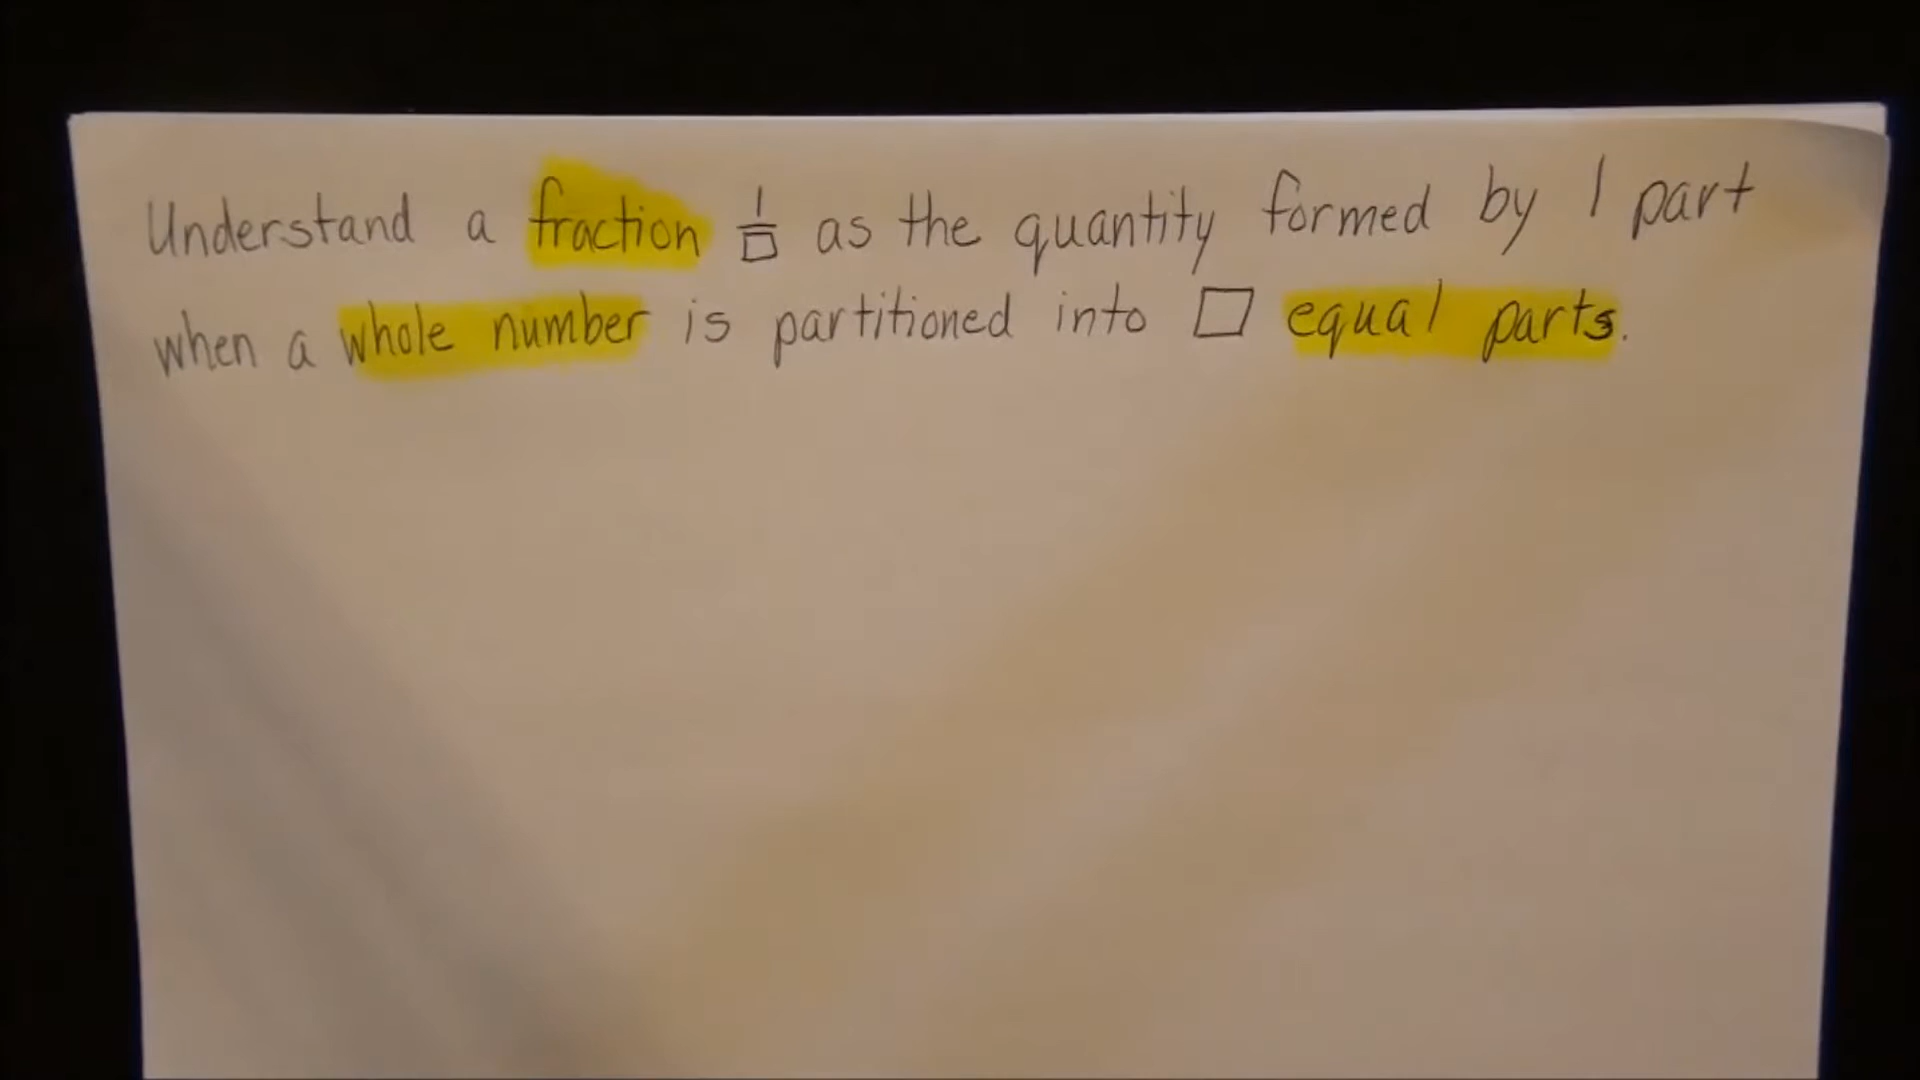 Understand a fraction 1/□ as the quantity formed by 1 part
when a whole number is partitioned into □ equal parts.